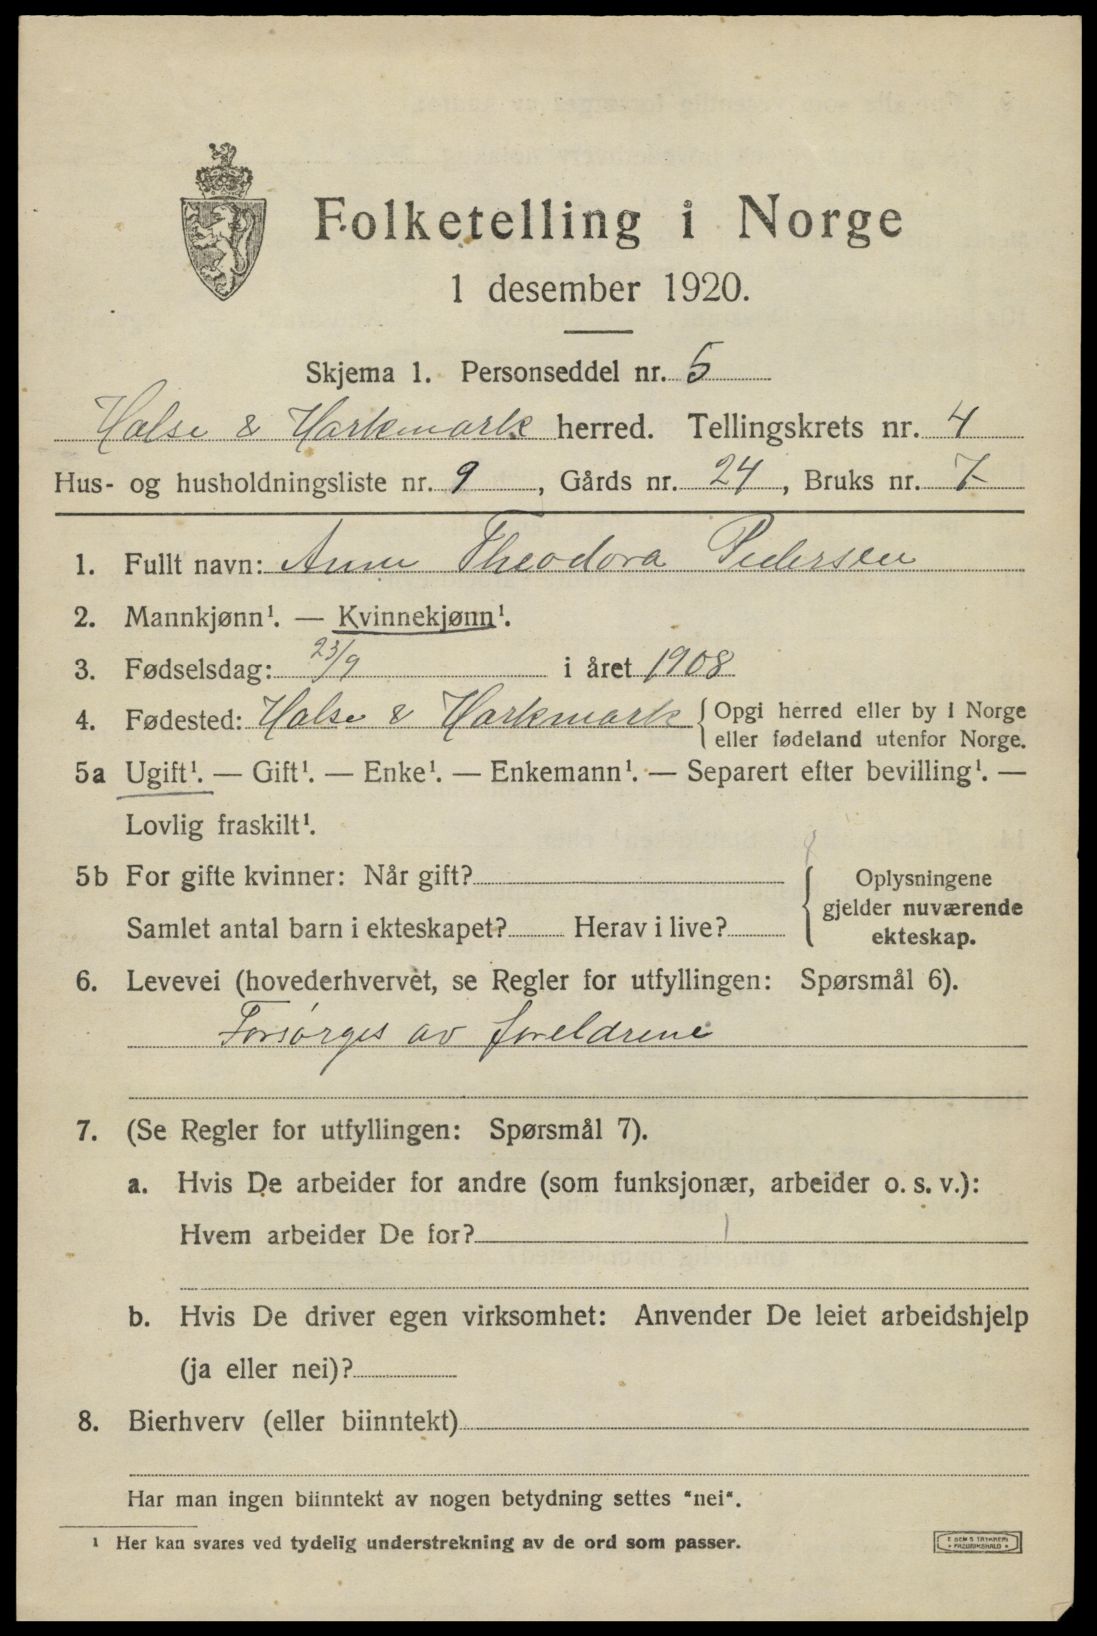 Folketelling i Norge
1 desember 1920.
Skjema 1. Personseddel nr. 5
Halse & Harkmark herred. Tellingskrets nr. 4
Hus- og husholdningsliste nr. 9, Gårds nr. 24, Bruks nr. 7
1. Fullt navn: Anna Theodora Pedersen
2. Mannkjønn¹. — Kvinnekjønn¹.
3. Fødselsdag: 23/9 i året 1908
4. Fødested: Halse & Harkmark { Opgi herred eller by i Norge
eller fødeland utenfor Norge.
5a Ugift¹. — Gift¹. — Enke¹. — Enkemann¹. — Separert efter bevilling¹. —
Lovlig fraskilt¹.
5b For gifte kvinner: Når gift?
Samlet antal barn i ekteskapet? Herav i live?
{ Oplysningene
gjelder nuværende
ekteskap.
6. Levevei (hovederhvervet, se Regler for utfyllingen: Spørsmål 6).
Forsørges av foreldrene
7. (Se Regler for utfyllingen: Spørsmål 7).
a. Hvis De arbeider for andre (som funksjonær, arbeider o. s. v.):
Hvem arbeider De for?
b. Hvis De driver egen virksomhet: Anvender De leiet arbeidshjelp
(ja eller nei)?
8. Bierhverv (eller biinntekt)
Har man ingen biinntekt av nogen betydning settes "nei".
¹ Her kan svares ved tydelig understrekning av de ord som passer.